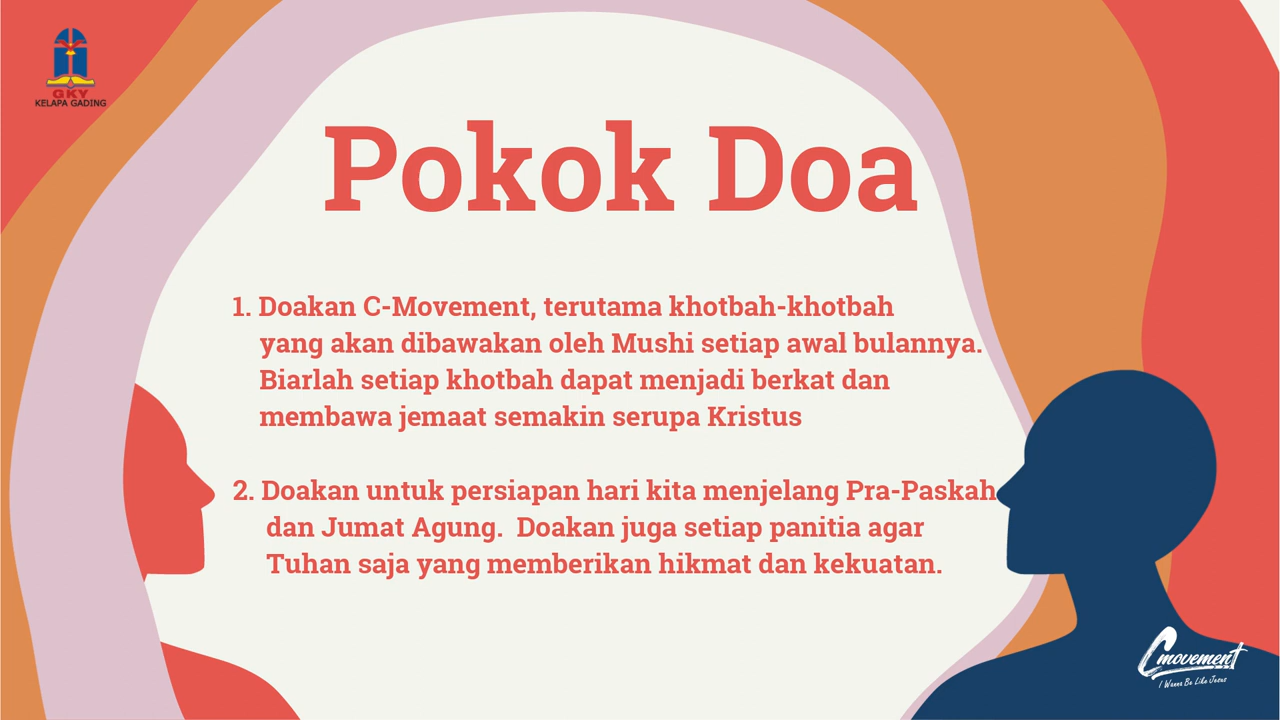 GKY
KELAPA GADING
Pokok Doa
1. Doakan C-Movement, terutama khotbah-khotbah
yang akan dibawakan oleh Mushi setiap awal bulannya.
Biarlah setiap khotbah dapat menjadi berkat dan
membawa jemaat semakin serupa Kristus
2. Doakan untuk persiapan hari kita menjelang Pra-Paskah
dan Jumat Agung. Doakan juga setiap panitia agar
Tuhan saja yang memberikan hikmat dan kekuatan.
Cmovement
I Wanna Be Like Jesus